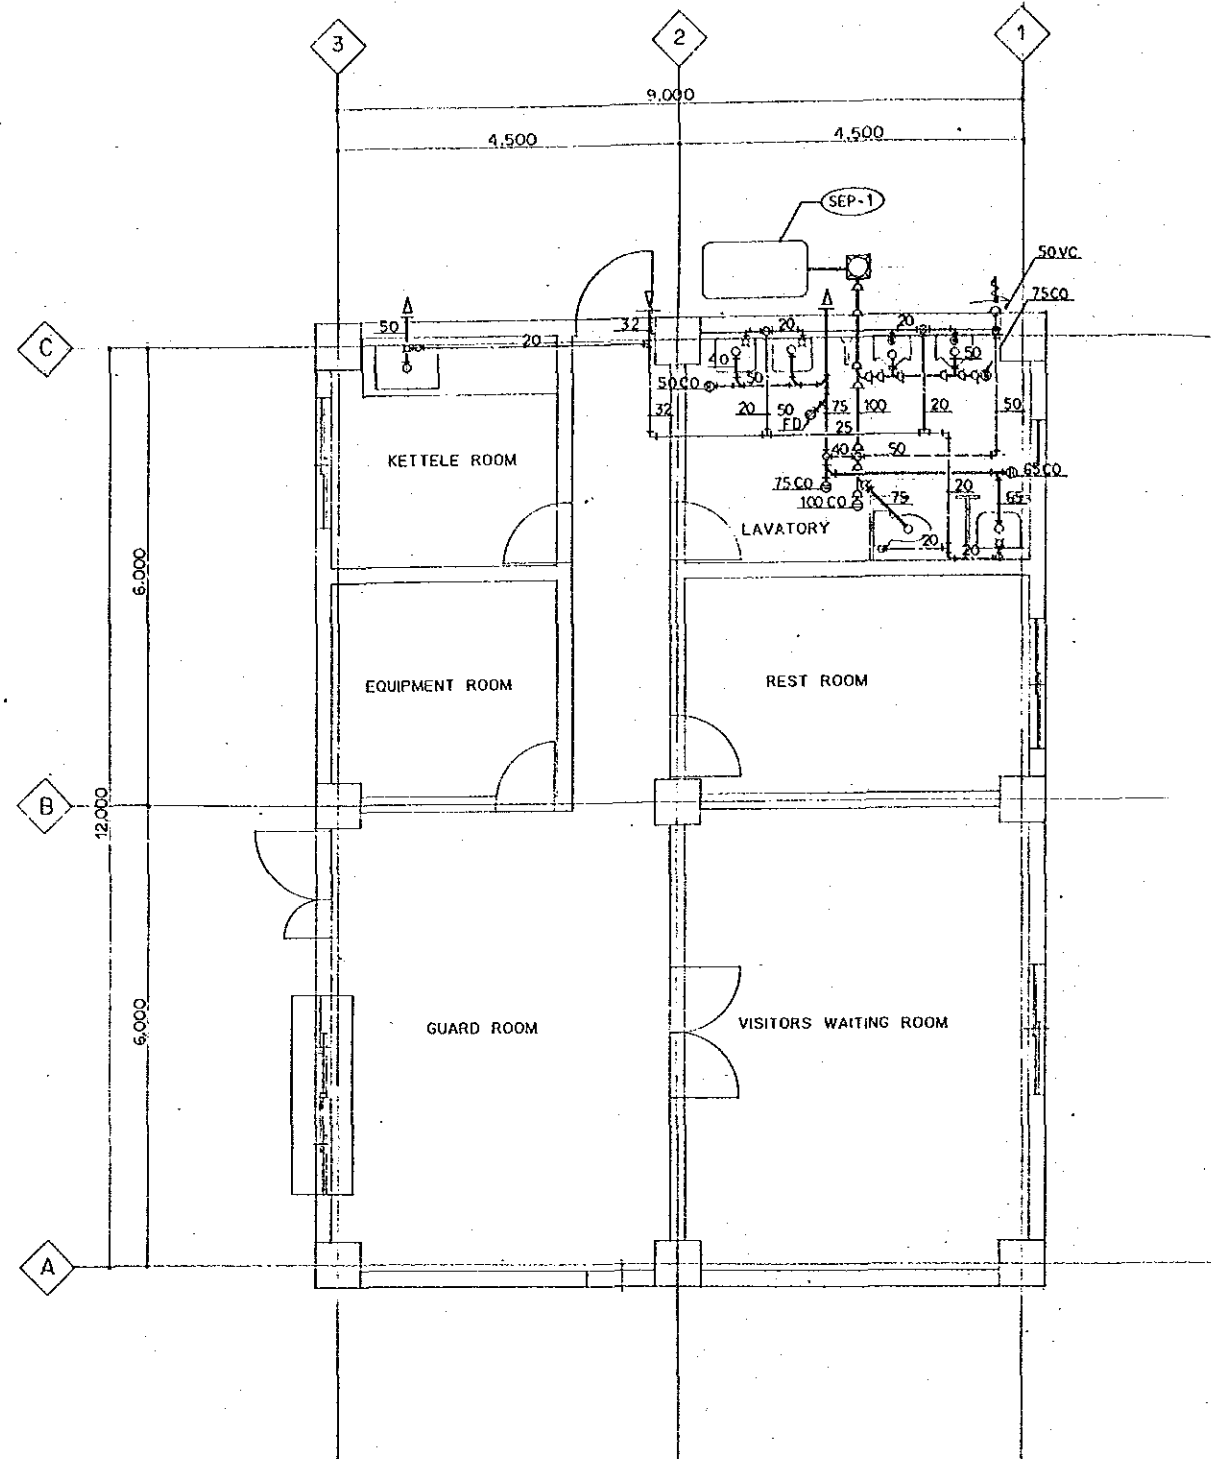 3
2
1
9,000
4,500
4,500
SEP-1
50VC
75CO
C
50
20
32
20
20
40
50
50
50CO
32
20
50
75
100
20
50
FD
25
40
50
KETTELE ROOM
65CO
75CO
75
20
65
100CO
LAVATORY
20
20
6.000
EQUIPMENT ROOM
REST ROOM
B
12,000
GUARD ROOM
VISITORS WAITING ROOM
6,000
A